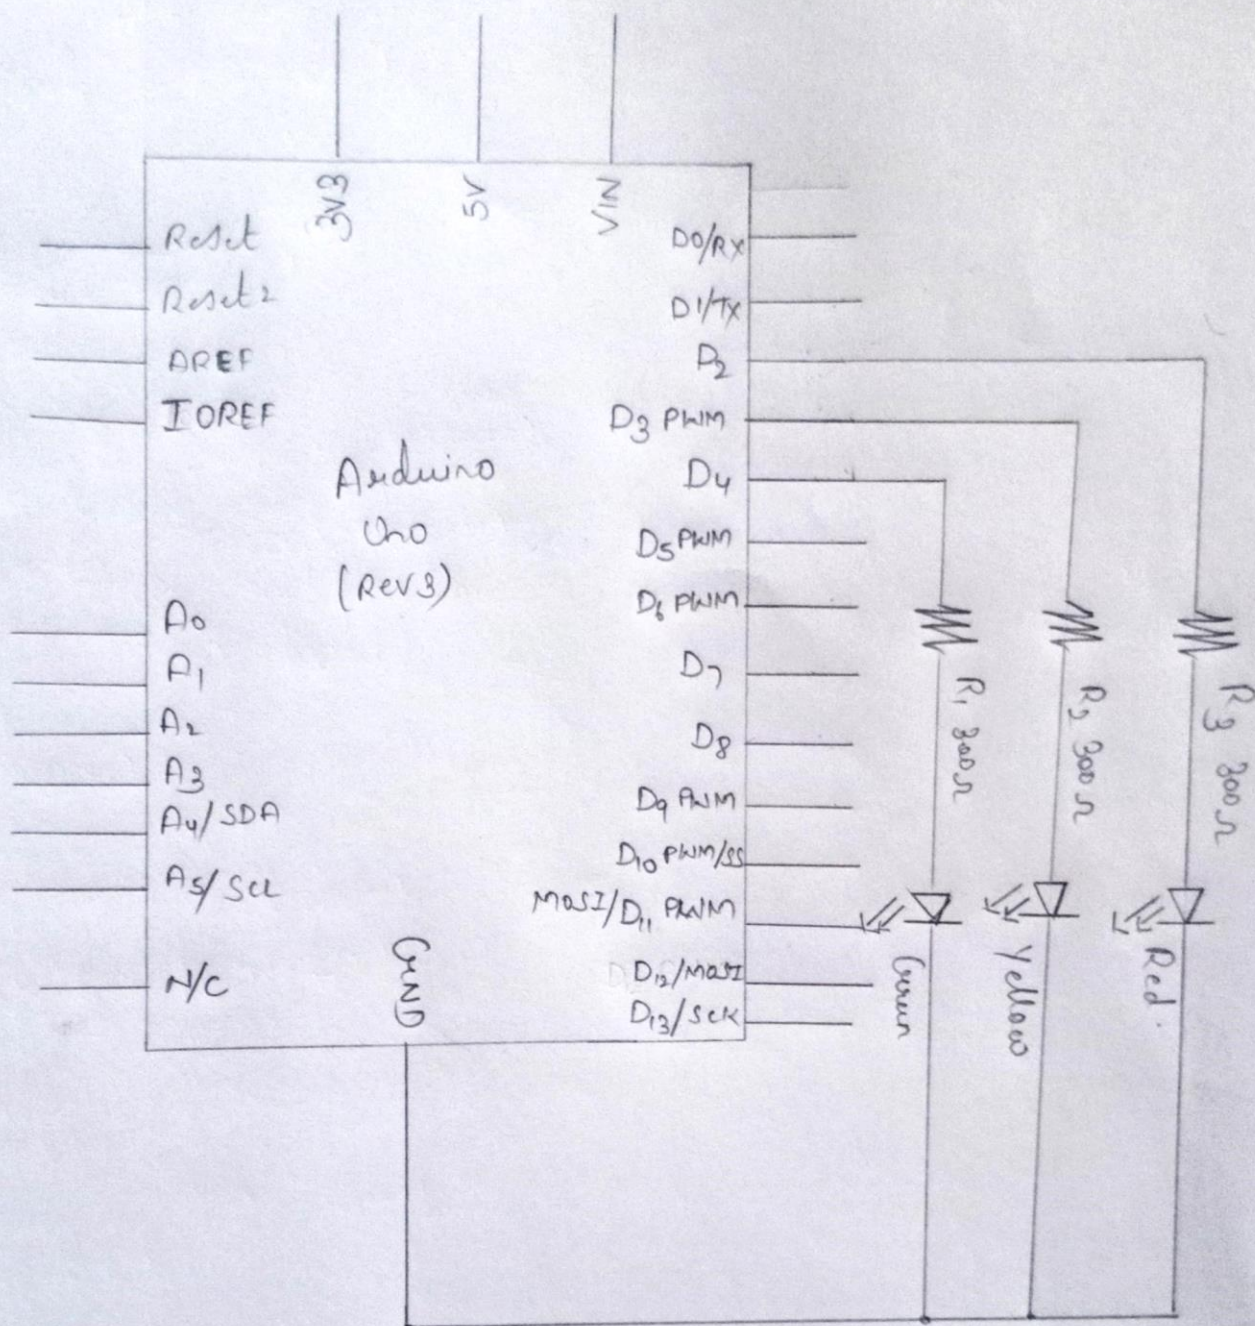 3V3
5V
VIN
Reset
Reset2
AREF
IOREF
Arduino
Uno
(Rev3)
A0
A1
A2
A3
A4/SDA
A5/SCL
N/C
GND
D0/RX
D1/TX
D2
D3 PWM
D4
D5 PWM
D6 PWM
D7
D8
D9 PWM
D10 PWM/SS
MOSI/D11 PWM
D12/MOSI
D13/SCK
R1 300Ω
R2 300Ω
R3 300Ω
Green
Yellow
Red.